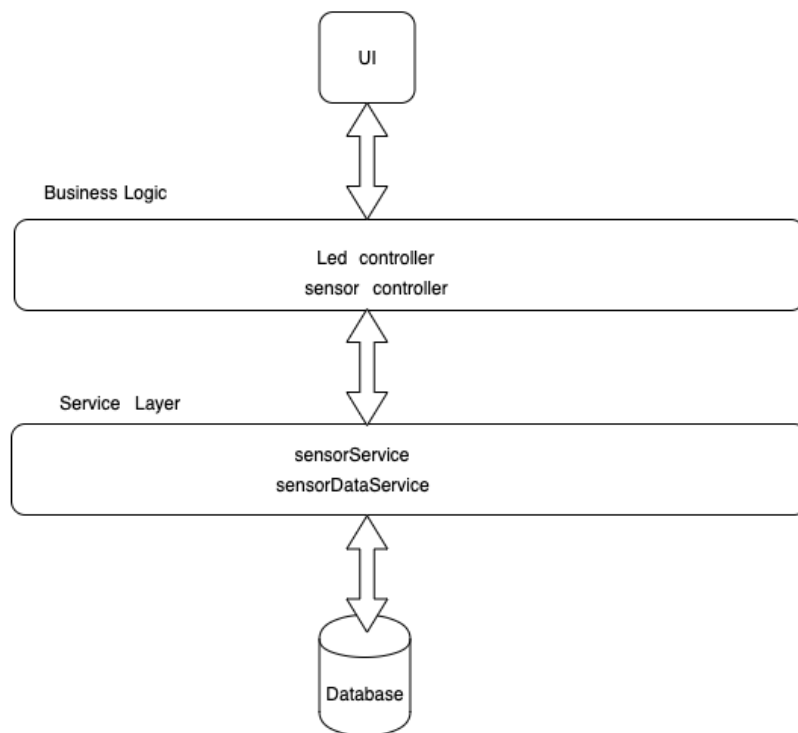 UI
Business Logic
Led controller
sensor controller
Service Layer
sensorService
sensorDataService
Database